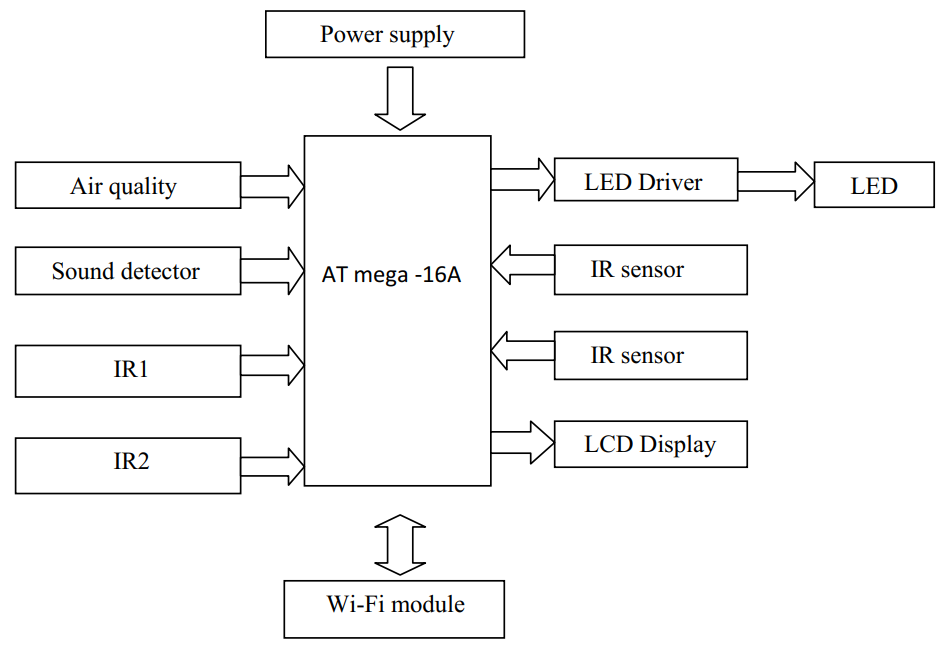 Power supply
Air quality
LED Driver
LED
Sound detector
AT mega -16A
IR sensor
IR1
IR sensor
IR2
LCD Display
Wi-Fi module